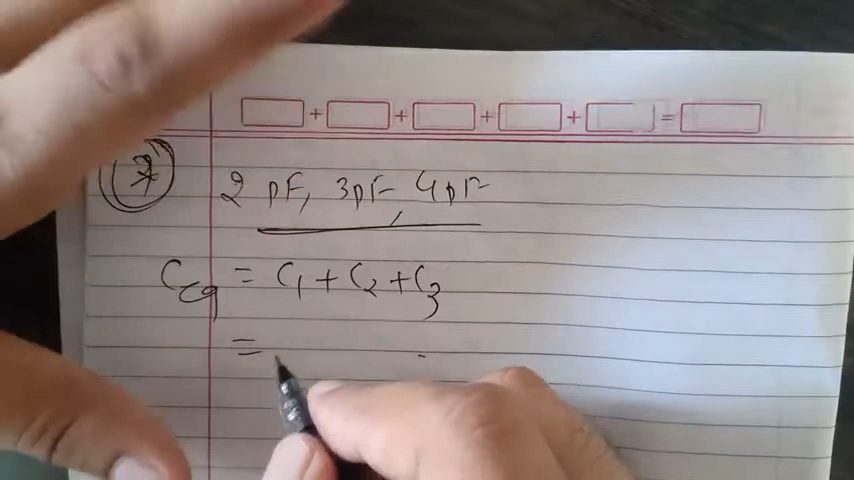 7
2 pF, 3pF, 4pF
Ceq = C1 + C2 + C3
=